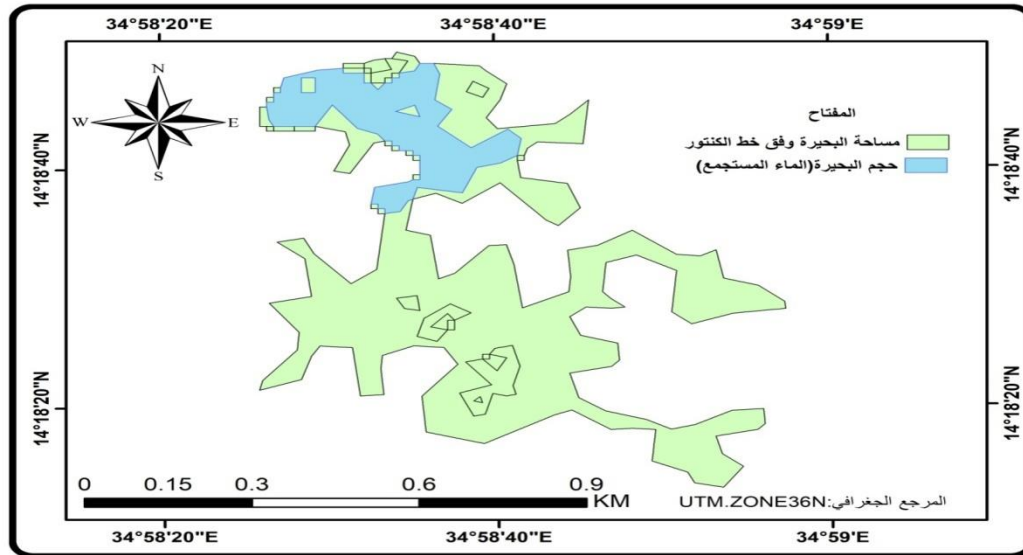 34°58'20"E 34°58'40"E 34°59'E
N
W E
S
المفتاح
مساحة البحيرة وفق خط الكنتور
حجم البحيرة(الماء المستجمع)
14°18'40"N 14°18'40"N
14°18'20"N 14°18'20"N
0 0.15 0.3 0.6 0.9
KM
المرجع الجغرافي:UTM.ZONE36N
34°58'20"E 34°58'40"E 34°59'E